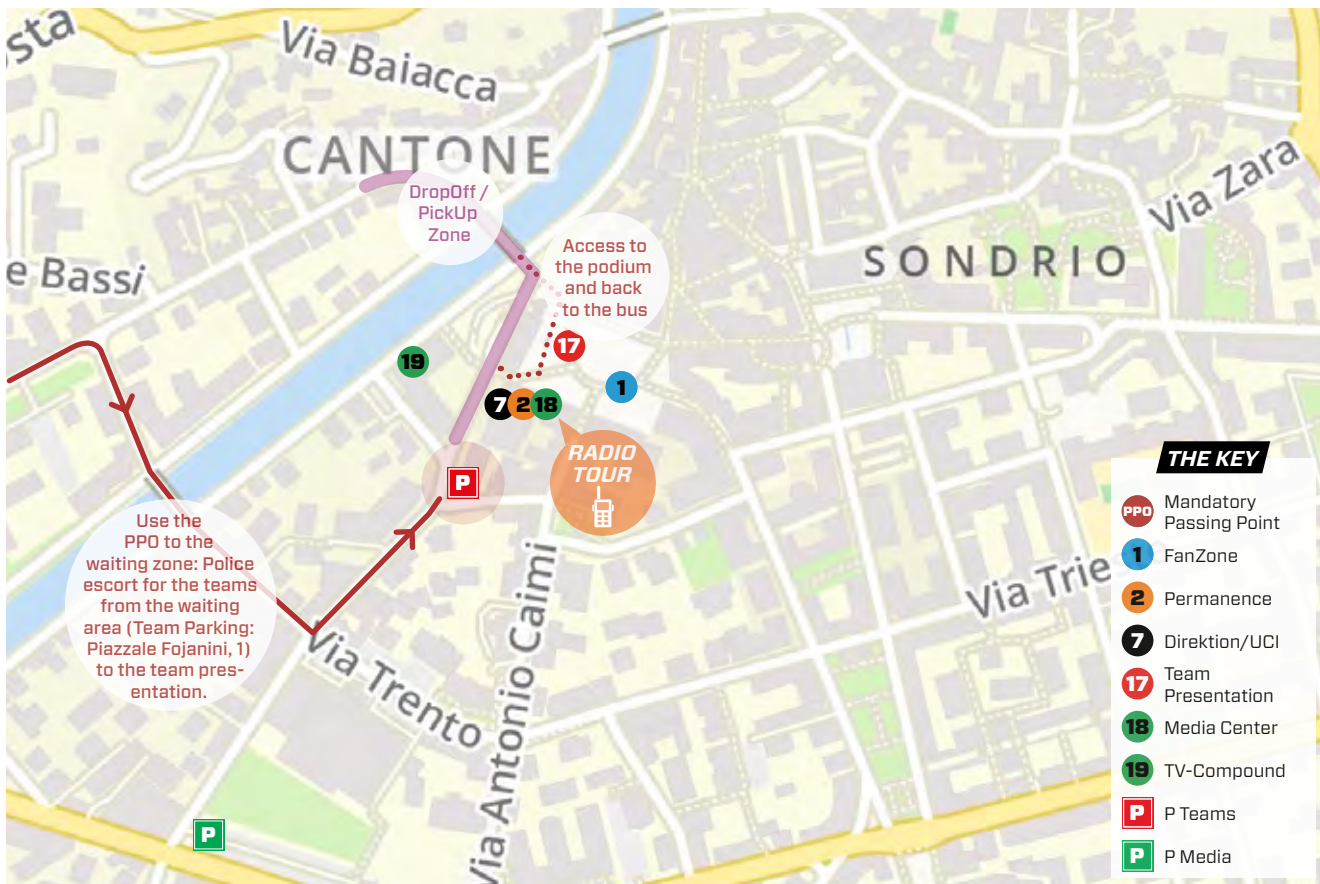 sta
Via Baiacca
CANTONE
DropOff /
PickUp
Zone
Via Zara
Access to
the podium
and back
to the bus
SONDRIO
e Bassi
17
19
1
7
2
18
RADIO
TOUR
P
Use the
PPO to the
waiting zone: Police
escort for the teams
from the waiting
area (Team Parking:
Piazzale Fojanini, 1)
to the team pres-
entation.
Via Trento
Via Antonio Caimi
Via Trie
P
THE KEY
PPO Mandatory
Passing Point
1 FanZone
2 Permanence
7 Direktion/UCI
17 Team
Presentation
18 Media Center
19 TV-Compound
P P Teams
P P Media